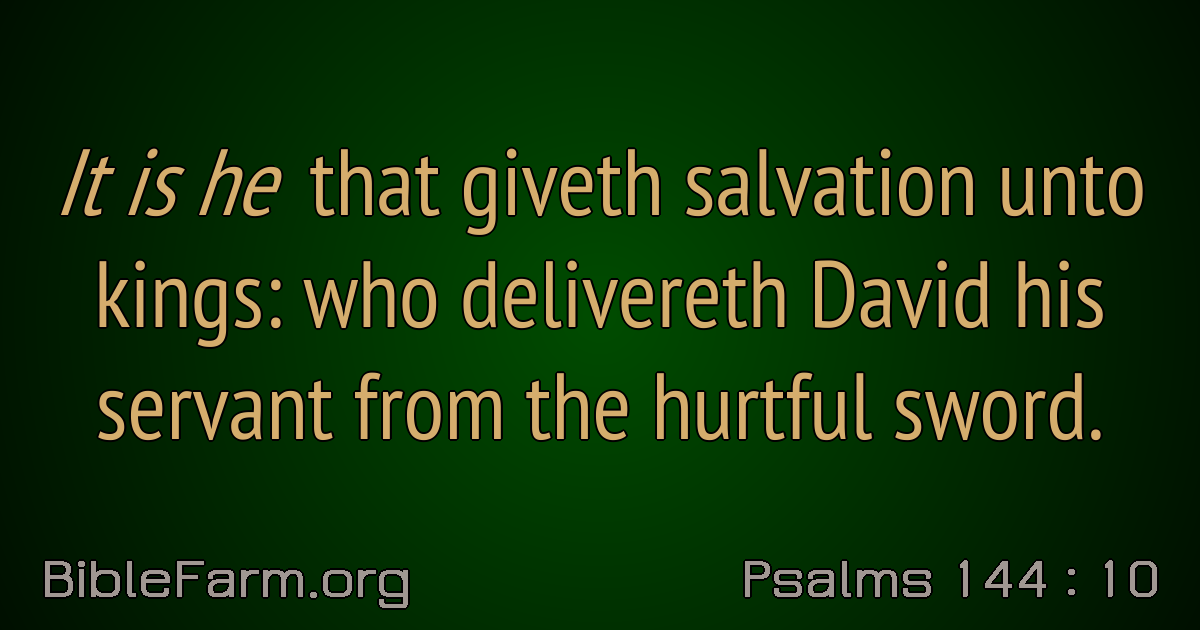 It is he that giveth salvation unto
kings: who delivereth David his
servant from the hurtful sword.
BibleFarm.org
Psalms 144 : 10